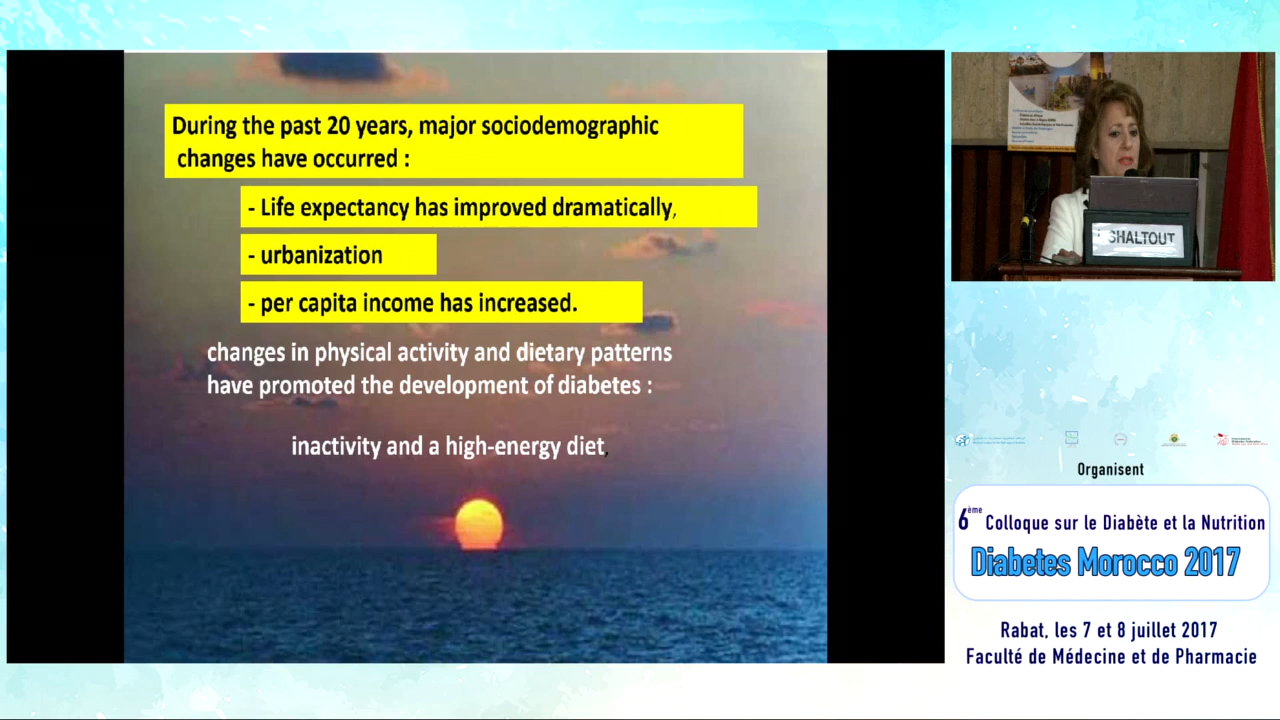 During the past 20 years, major sociodemographic
changes have occurred :
- Life expectancy has improved dramatically,
- urbanization
- per capita income has increased.
changes in physical activity and dietary patterns
have promoted the development of diabetes :
inactivity and a high-energy diet,
SHALTOUT
Organisent
6ème Colloque sur le Diabète et la Nutrition
Diabetes Morocco 2017
Rabat, les 7 et 8 juillet 2017
Faculté de Médecine et de Pharmacie